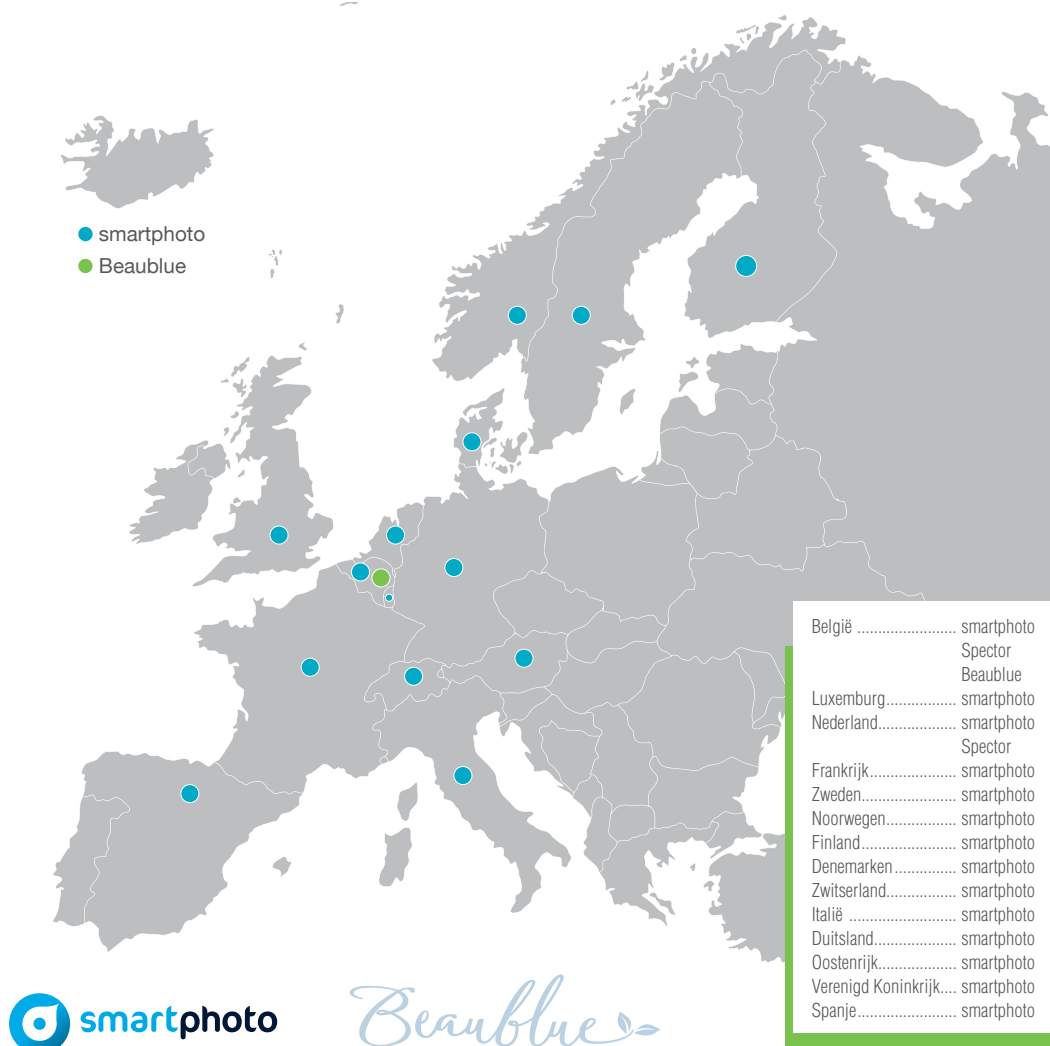 smartphoto
Beaublue
België ........................ smartphoto
Spector
Beaublue
Luxemburg................. smartphoto
Nederland................... smartphoto
Spector
Frankrijk..................... smartphoto
Zweden....................... smartphoto
Noorwegen................. smartphoto
Finland....................... smartphoto
Denemarken ............... smartphoto
Zwitserland................. smartphoto
Italië .......................... smartphoto
Duitsland.................... smartphoto
Oostenrijk................... smartphoto
Verenigd Koninkrijk.... smartphoto
Spanje........................ smartphoto
smartphoto
Beaublue